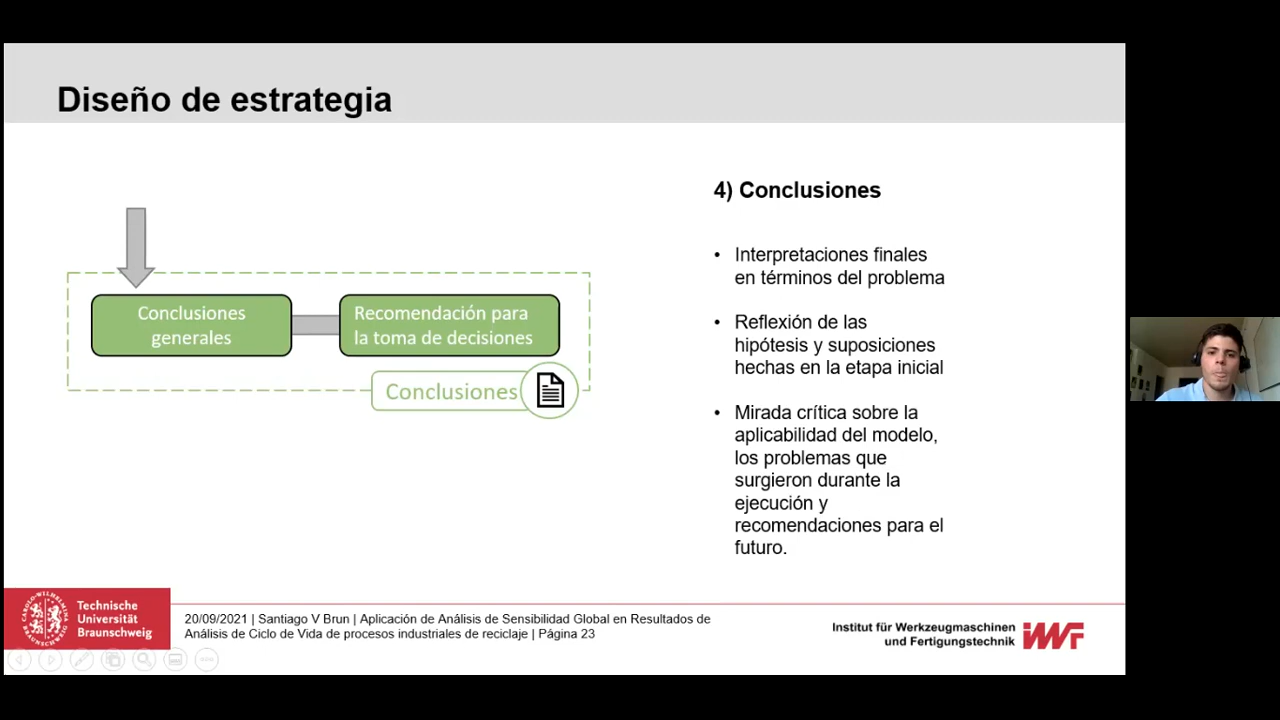 Diseño de estrategia
Conclusiones
generales
Recomendación para
la toma de decisiones
Conclusiones
4) Conclusiones
• Interpretaciones finales
en términos del problema
• Reflexión de las
hipótesis y suposiciones
hechas en la etapa inicial
• Mirada crítica sobre la
aplicabilidad del modelo,
los problemas que
surgieron durante la
ejecución y
recomendaciones para el
futuro.
Technische
Universität
Braunschweig
20/09/2021 | Santiago V Brun | Aplicación de Análisis de Sensibilidad Global en Resultados de
Análisis de Ciclo de Vida de procesos industriales de reciclaje | Página 23
Institut für Werkzeugmaschinen
und Fertigungstechnik
iWF